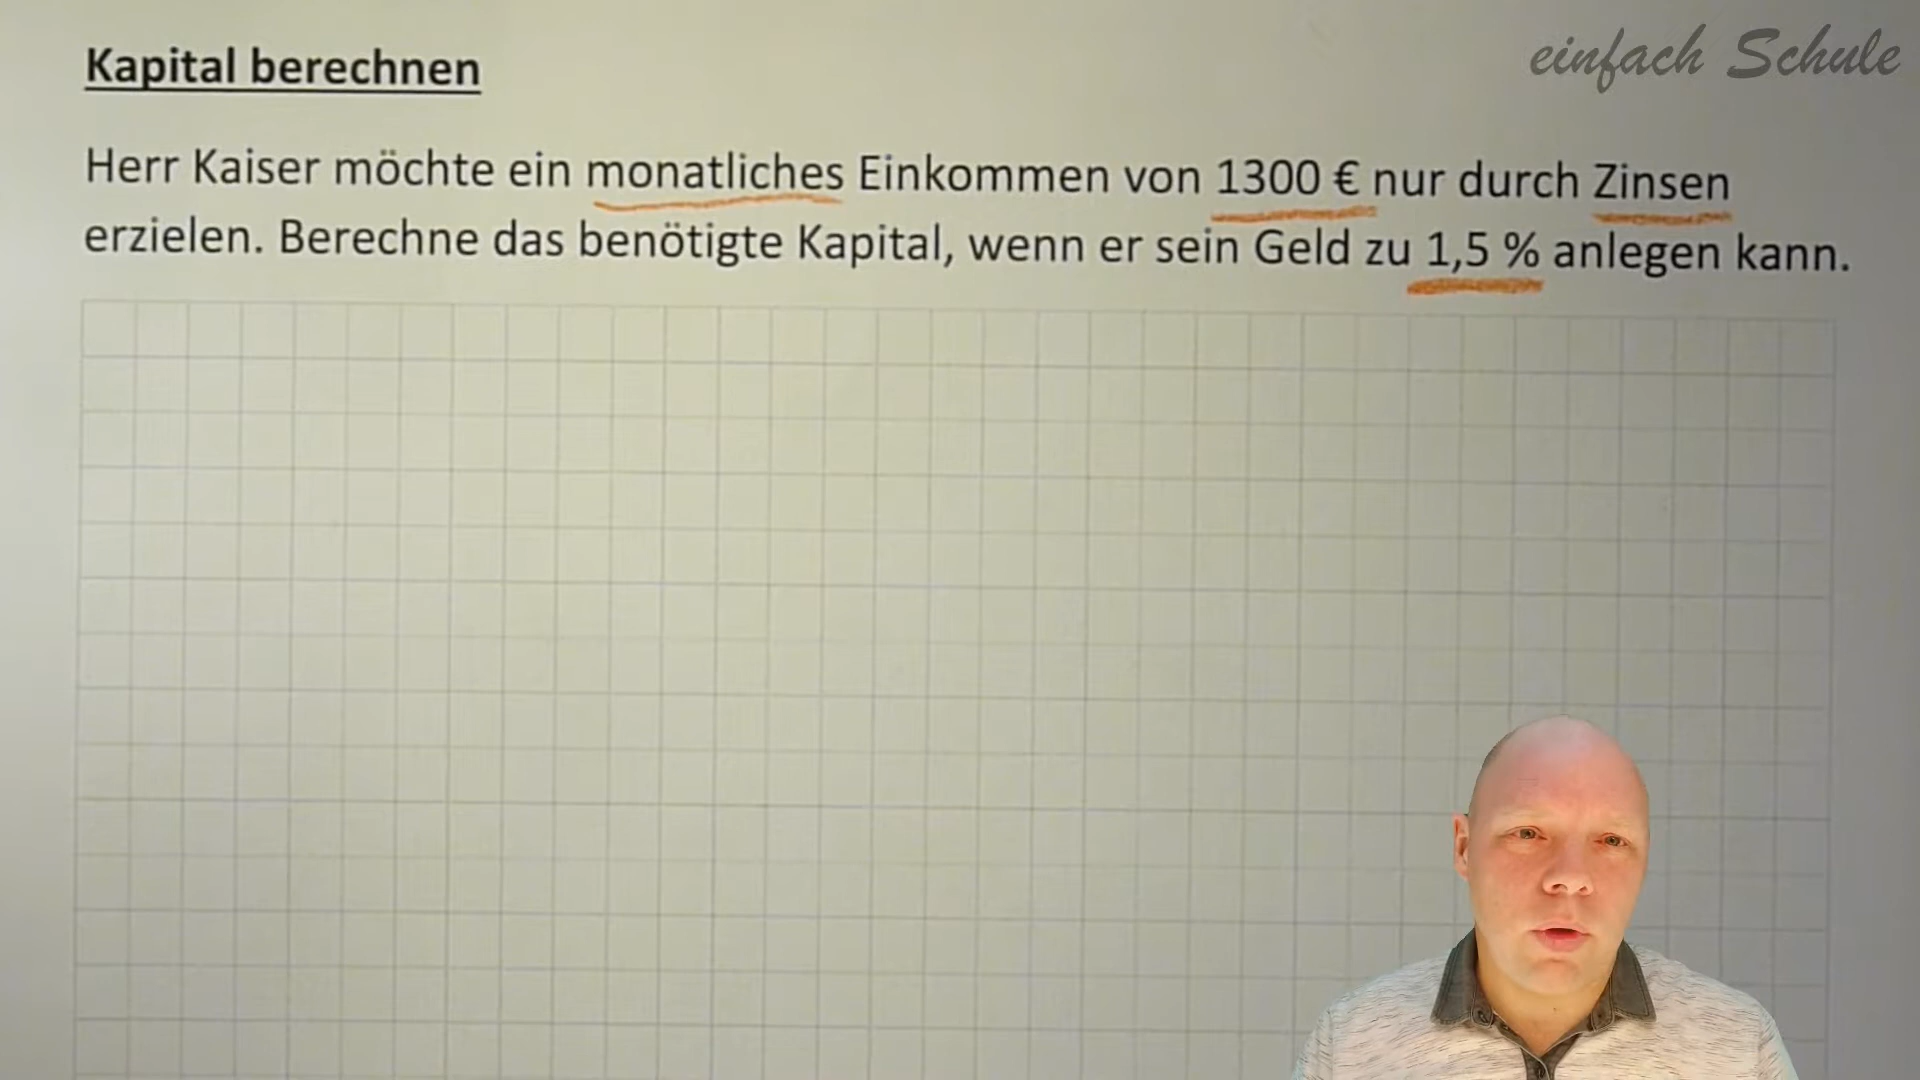 einfach Schule
Kapital berechnen
Herr Kaiser möchte ein monatliches Einkommen von 1300 € nur durch Zinsen
erzielen. Berechne das benötigte Kapital, wenn er sein Geld zu 1,5 % anlegen kann.